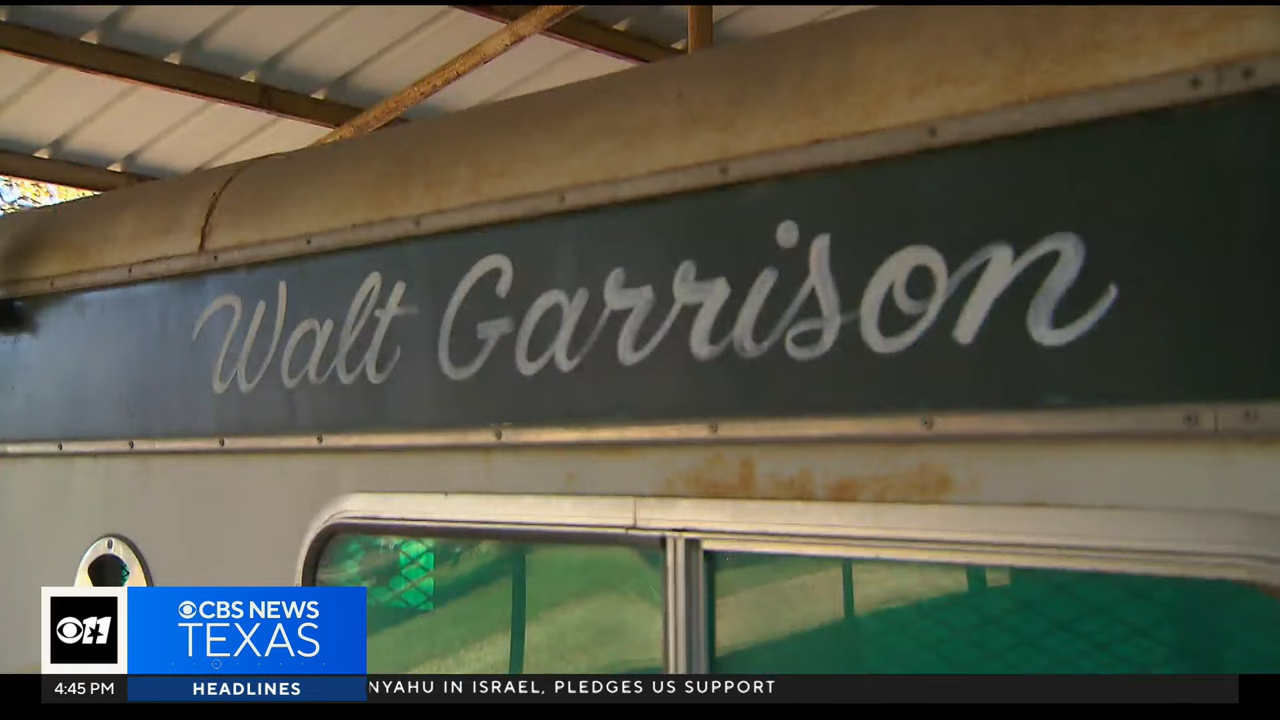 Walt Garrison
11
CBS NEWS
TEXAS
4:45 PM
HEADLINES
NYAHU IN ISRAEL, PLEDGES US SUPPORT